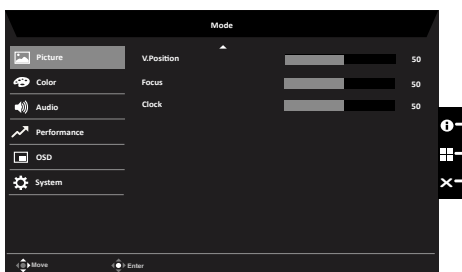 Mode
Picture
V.Position 50
Color
Focus 50
Audio
Clock 50
Performance
OSD
System
Move Enter